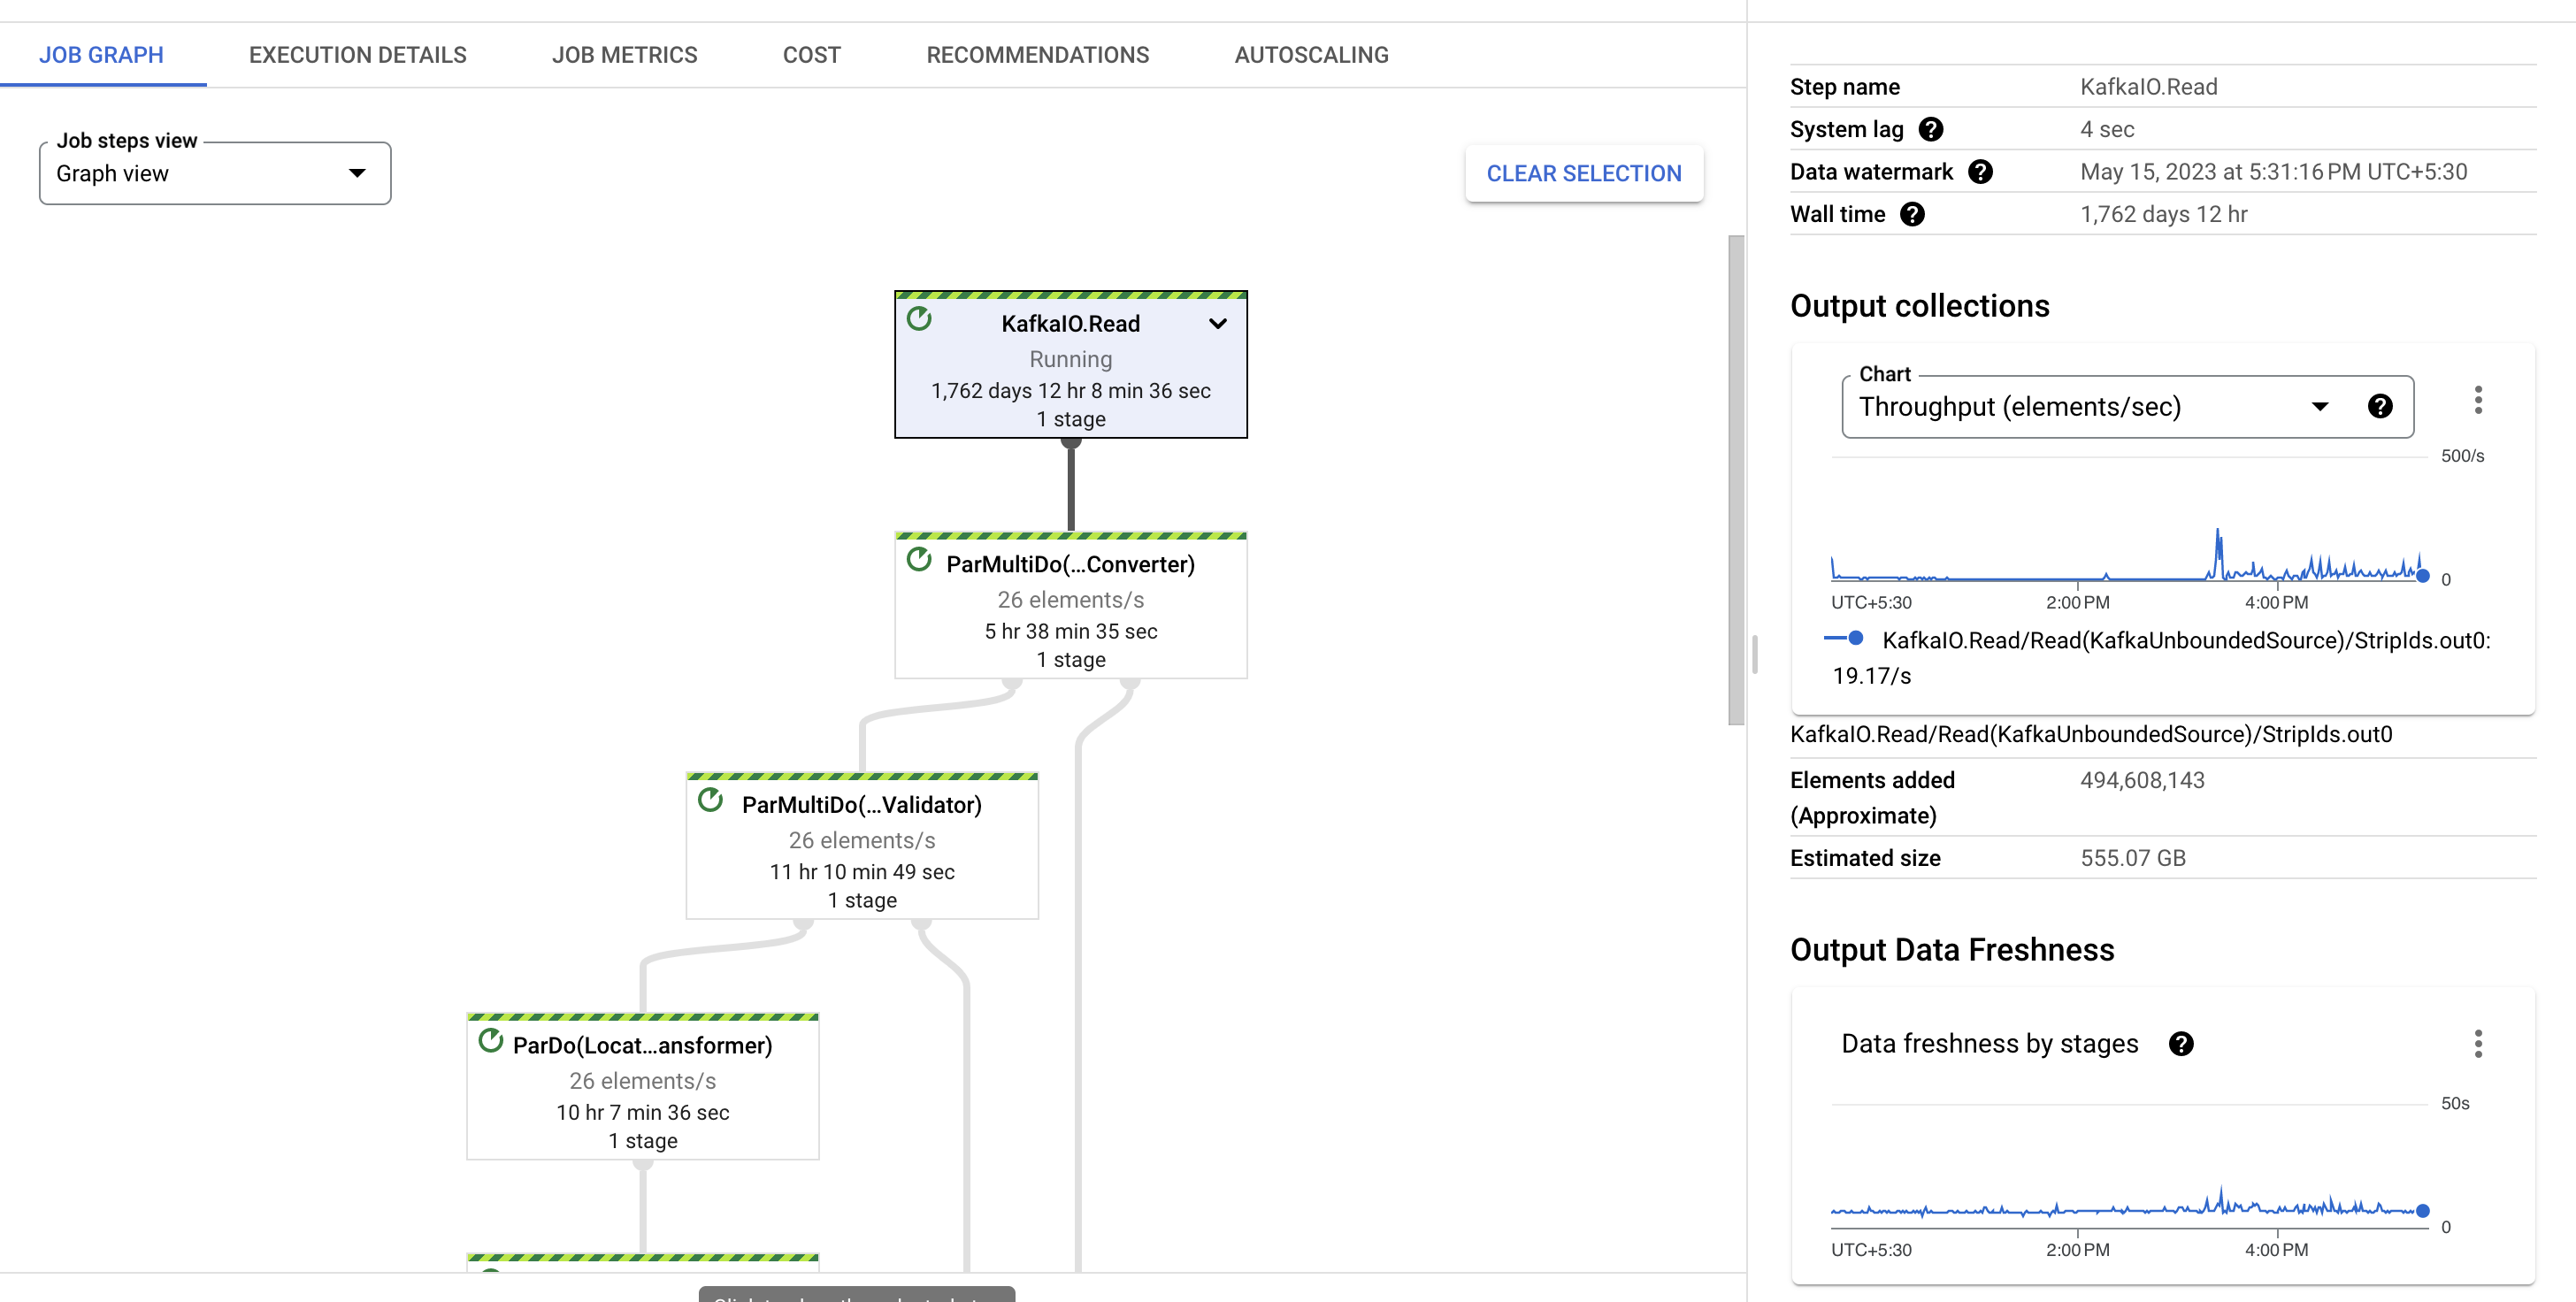 JOB GRAPH
EXECUTION DETAILS
JOB METRICS
COST
RECOMMENDATIONS
AUTOSCALING
Job steps view
Graph view
CLEAR SELECTION
KafkaIO.Read
Running
1,762 days 12 hr 8 min 36 sec
1 stage
ParMultiDo(...Converter)
26 elements/s
5 hr 38 min 35 sec
1 stage
ParMultiDo(...Validator)
26 elements/s
11 hr 10 min 49 sec
1 stage
ParDo(Locat...ansformer)
26 elements/s
10 hr 7 min 36 sec
1 stage
Step name KafkaIO.Read
System lag ? 4 sec
Data watermark ? May 15, 2023 at 5:31:16 PM UTC+5:30
Wall time ? 1,762 days 12 hr
Output collections
Chart
Throughput (elements/sec) ?
500/s
0
UTC+5:30 2:00 PM 4:00 PM
KafkaIO.Read/Read(KafkaUnboundedSource)/StripIds.out0:
19.17/s
KafkaIO.Read/Read(KafkaUnboundedSource)/StripIds.out0
Elements added 494,608,143
(Approximate)
Estimated size 555.07 GB
Output Data Freshness
Data freshness by stages ?
50s
0
UTC+5:30 2:00 PM 4:00 PM